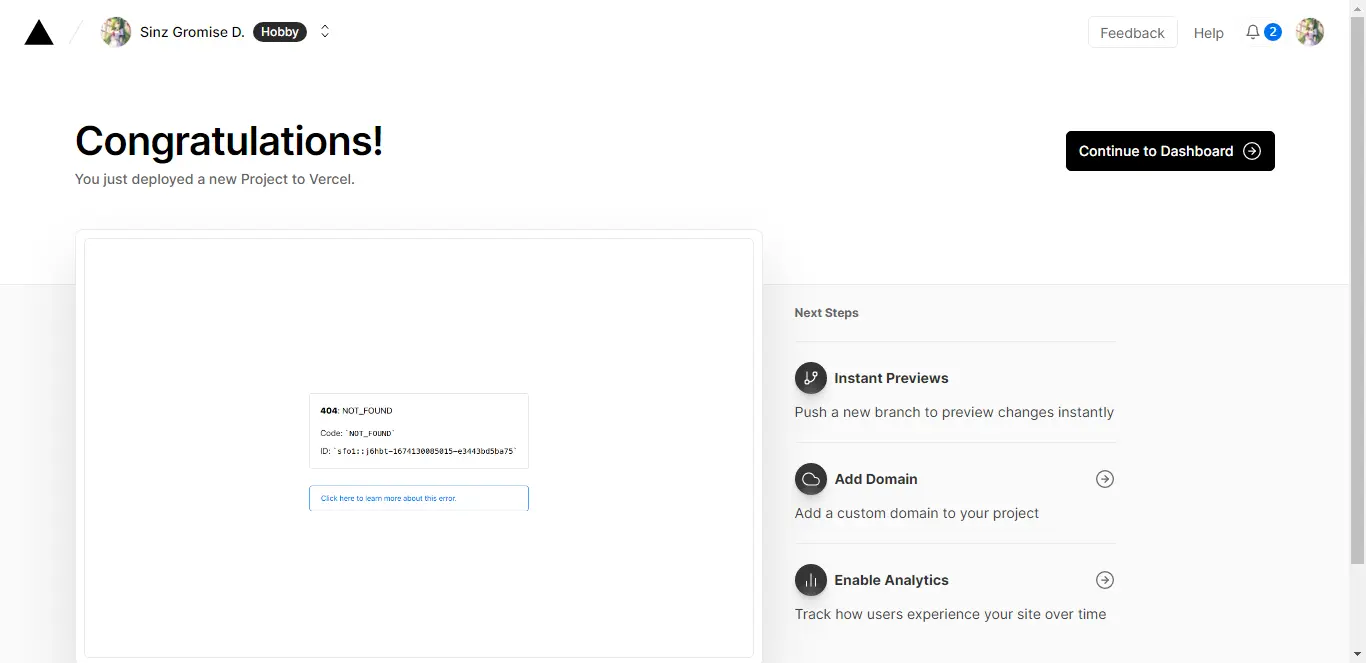 Sinz Gromise D. Hobby
Feedback Help 2
Congratulations!
You just deployed a new Project to Vercel.
Continue to Dashboard
404: NOT_FOUND
Code: `NOT_FOUND`
ID: `sfo1::j6hbt-1674130085015-e3443bd5ba75`
Click here to learn more about this error.
Next Steps
Instant Previews
Push a new branch to preview changes instantly
Add Domain
Add a custom domain to your project
Enable Analytics
Track how users experience your site over time